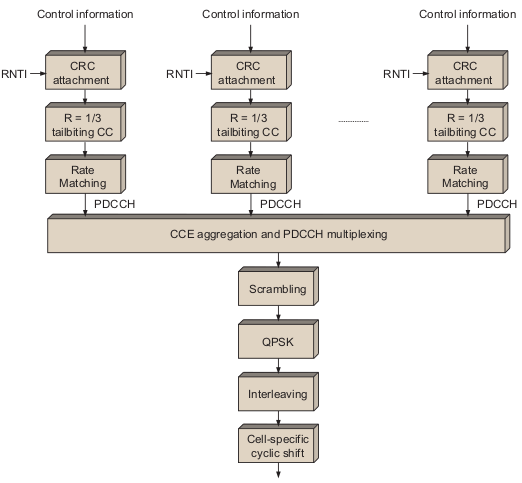 Control information
Control information
Control information
RNTI
CRC
attachment
RNTI
CRC
attachment
RNTI
CRC
attachment
R = 1/3
tailbiting CC
R = 1/3
tailbiting CC
R = 1/3
tailbiting CC
Rate
Matching
Rate
Matching
Rate
Matching
PDCCH
PDCCH
PDCCH
CCE aggregation and PDCCH multiplexing
Scrambling
QPSK
Interleaving
Cell-specific
cyclic shift